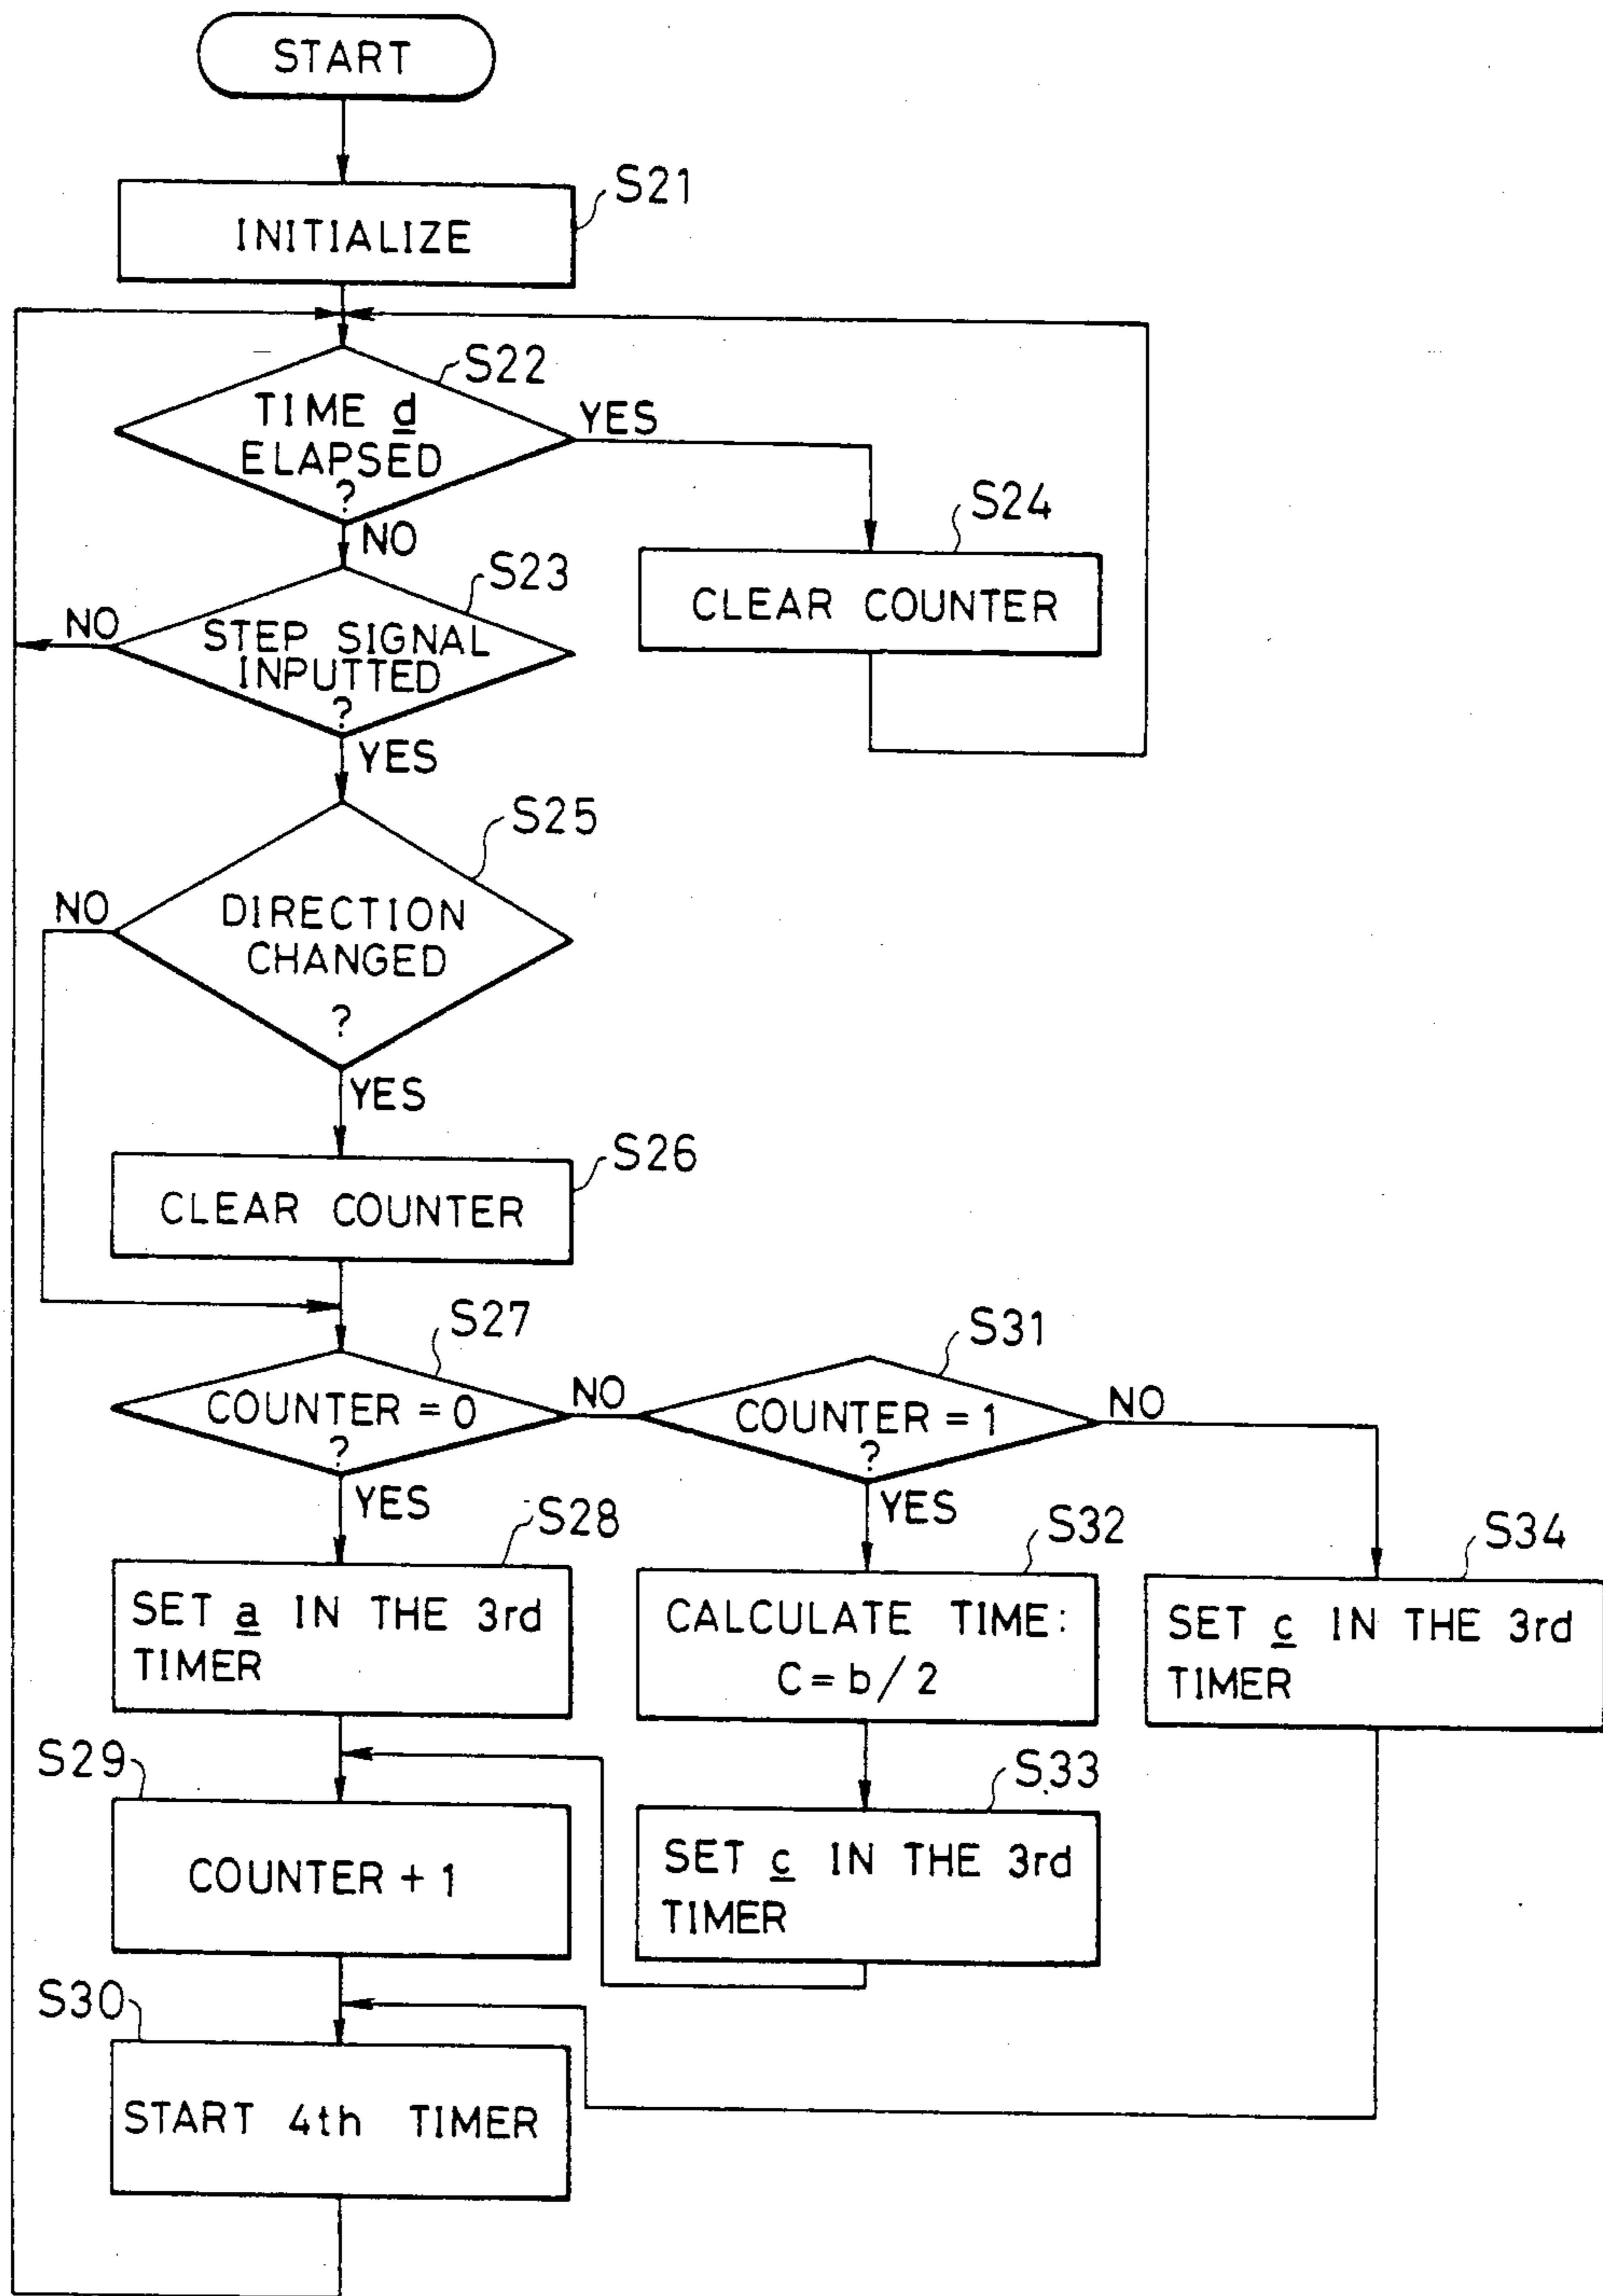 START
S21
INITIALIZE
S22
TIME d
ELAPSED
?
YES
NO
S24
CLEAR COUNTER
S23
NO
STEP SIGNAL
INPUTTED
?
YES
S25
NO
DIRECTION
CHANGED
?
YES
S26
CLEAR COUNTER
S27
COUNTER = 0
?
NO
YES
S31
COUNTER = 1
?
NO
YES
S28
SET a IN THE 3rd
TIMER
S32
CALCULATE TIME:
C = b / 2
S34
SET c IN THE 3rd
TIMER
S29
COUNTER + 1
S33
SET c IN THE 3rd
TIMER
S30
START 4th TIMER